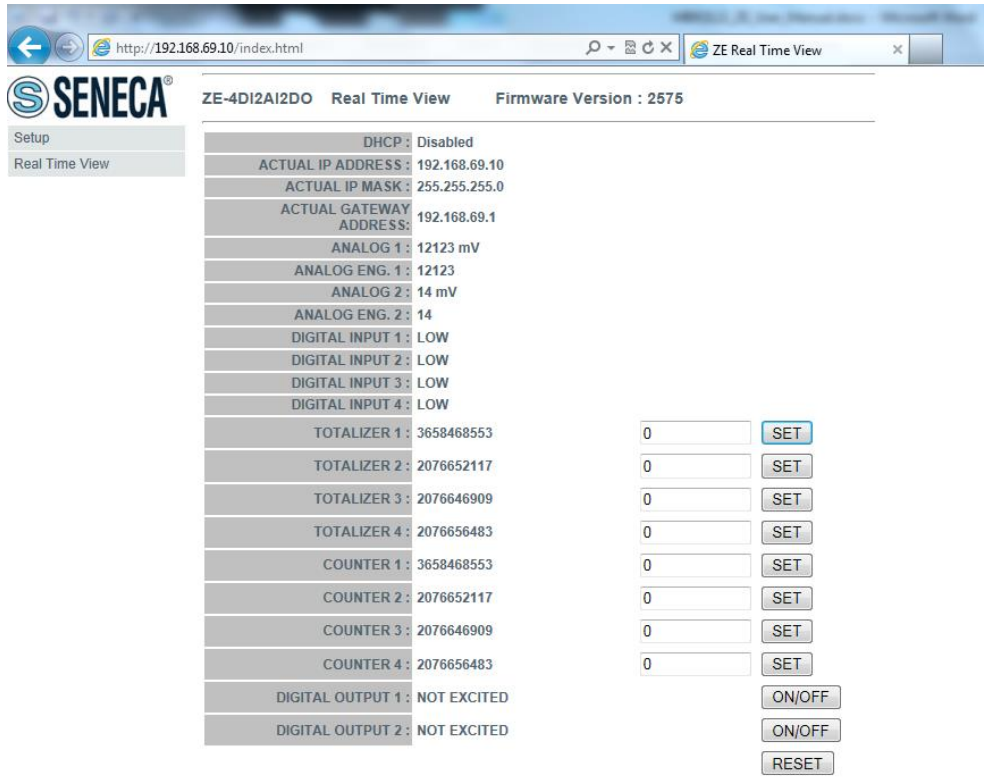 http://192.168.69.10/index.html
ZE Real Time View
SENECA®
ZE-4DI2AI2DO Real Time View Firmware Version : 2575
Setup
Real Time View
DHCP : Disabled
ACTUAL IP ADDRESS : 192.168.69.10
ACTUAL IP MASK : 255.255.255.0
ACTUAL GATEWAY
ADDRESS: 192.168.69.1
ANALOG 1 : 12123 mV
ANALOG ENG. 1 : 12123
ANALOG 2 : 14 mV
ANALOG ENG. 2 : 14
DIGITAL INPUT 1 : LOW
DIGITAL INPUT 2 : LOW
DIGITAL INPUT 3 : LOW
DIGITAL INPUT 4 : LOW
TOTALIZER 1 : 3658468553 0 SET
TOTALIZER 2 : 2076652117 0 SET
TOTALIZER 3 : 2076646909 0 SET
TOTALIZER 4 : 2076656483 0 SET
COUNTER 1 : 3658468553 0 SET
COUNTER 2 : 2076652117 0 SET
COUNTER 3 : 2076646909 0 SET
COUNTER 4 : 2076656483 0 SET
DIGITAL OUTPUT 1 : NOT EXCITED ON/OFF
DIGITAL OUTPUT 2 : NOT EXCITED ON/OFF
RESET